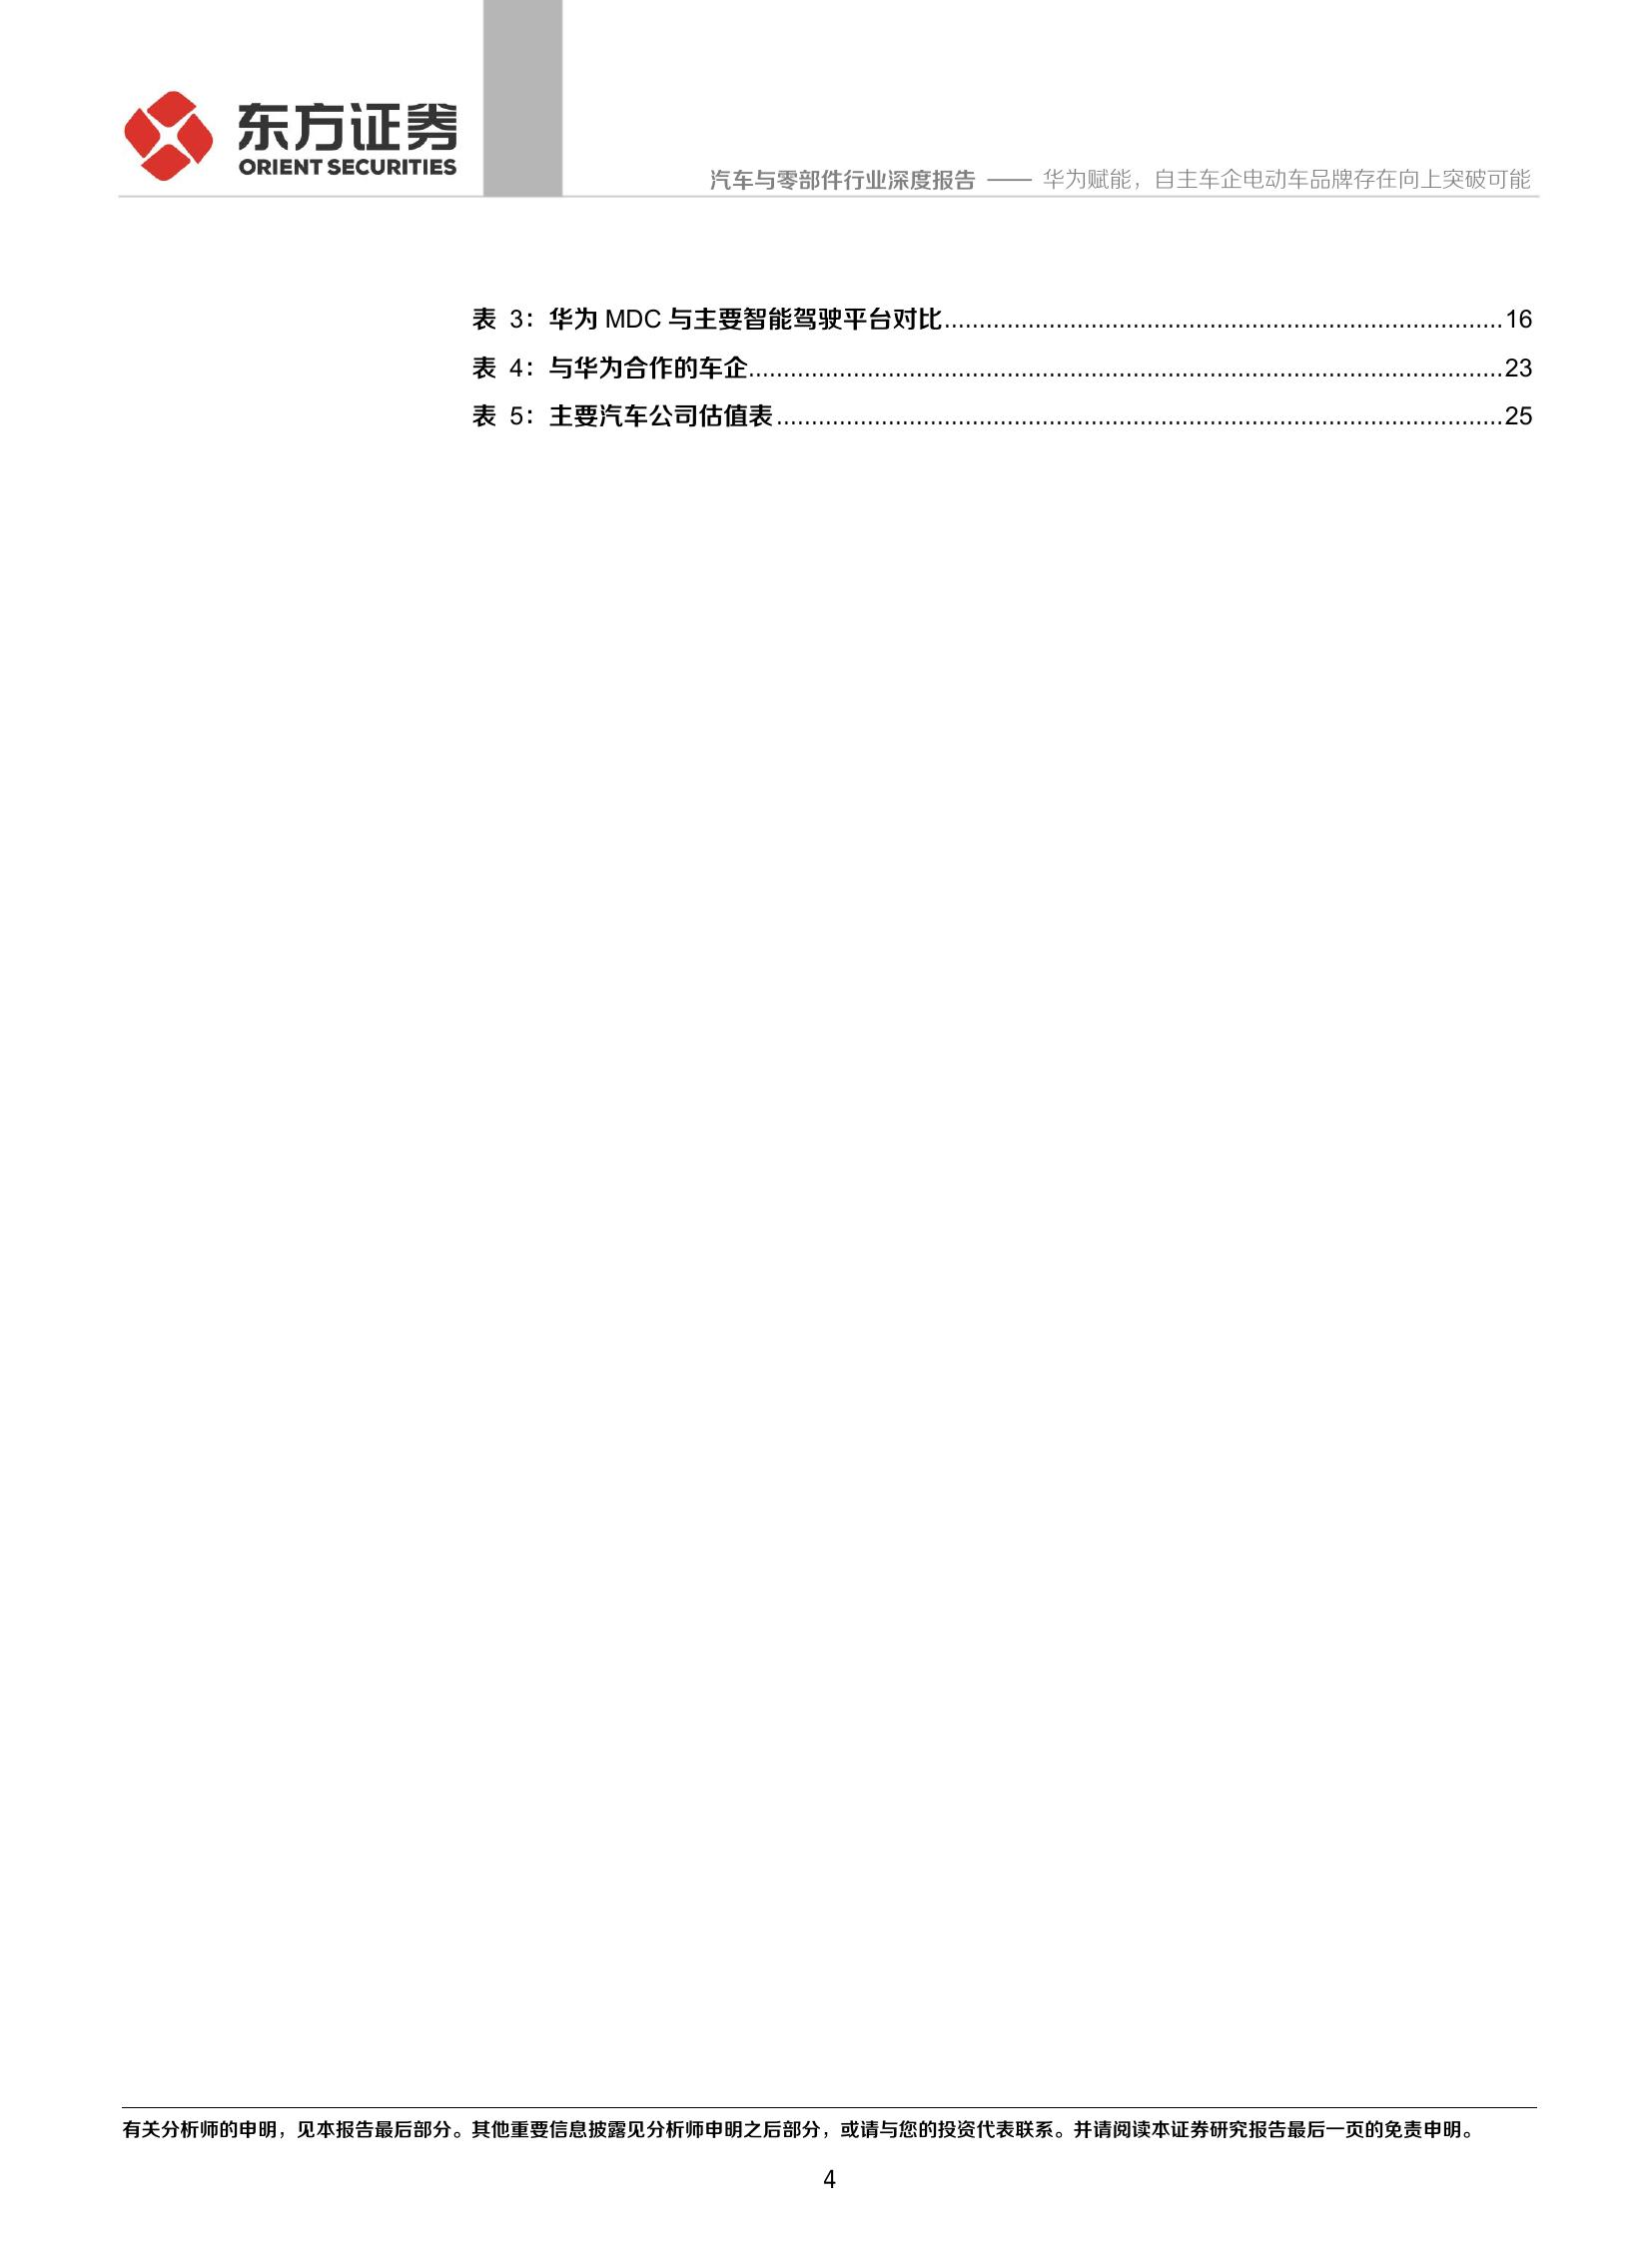 东方证券
ORIENT SECURITIES
汽车与零部件行业深度报告 —— 华为赋能，自主车企电动车品牌存在向上突破可能
表 3：华为 MDC 与主要智能驾驶平台对比................................................................................16
表 4：与华为合作的车企............................................................................................................23
表 5：主要汽车公司估值表........................................................................................................25
有关分析师的申明，见本报告最后部分。其他重要信息披露见分析师申明之后部分，或请与您的投资代表联系。并请阅读本证券研究报告最后一页的免责申明。
4